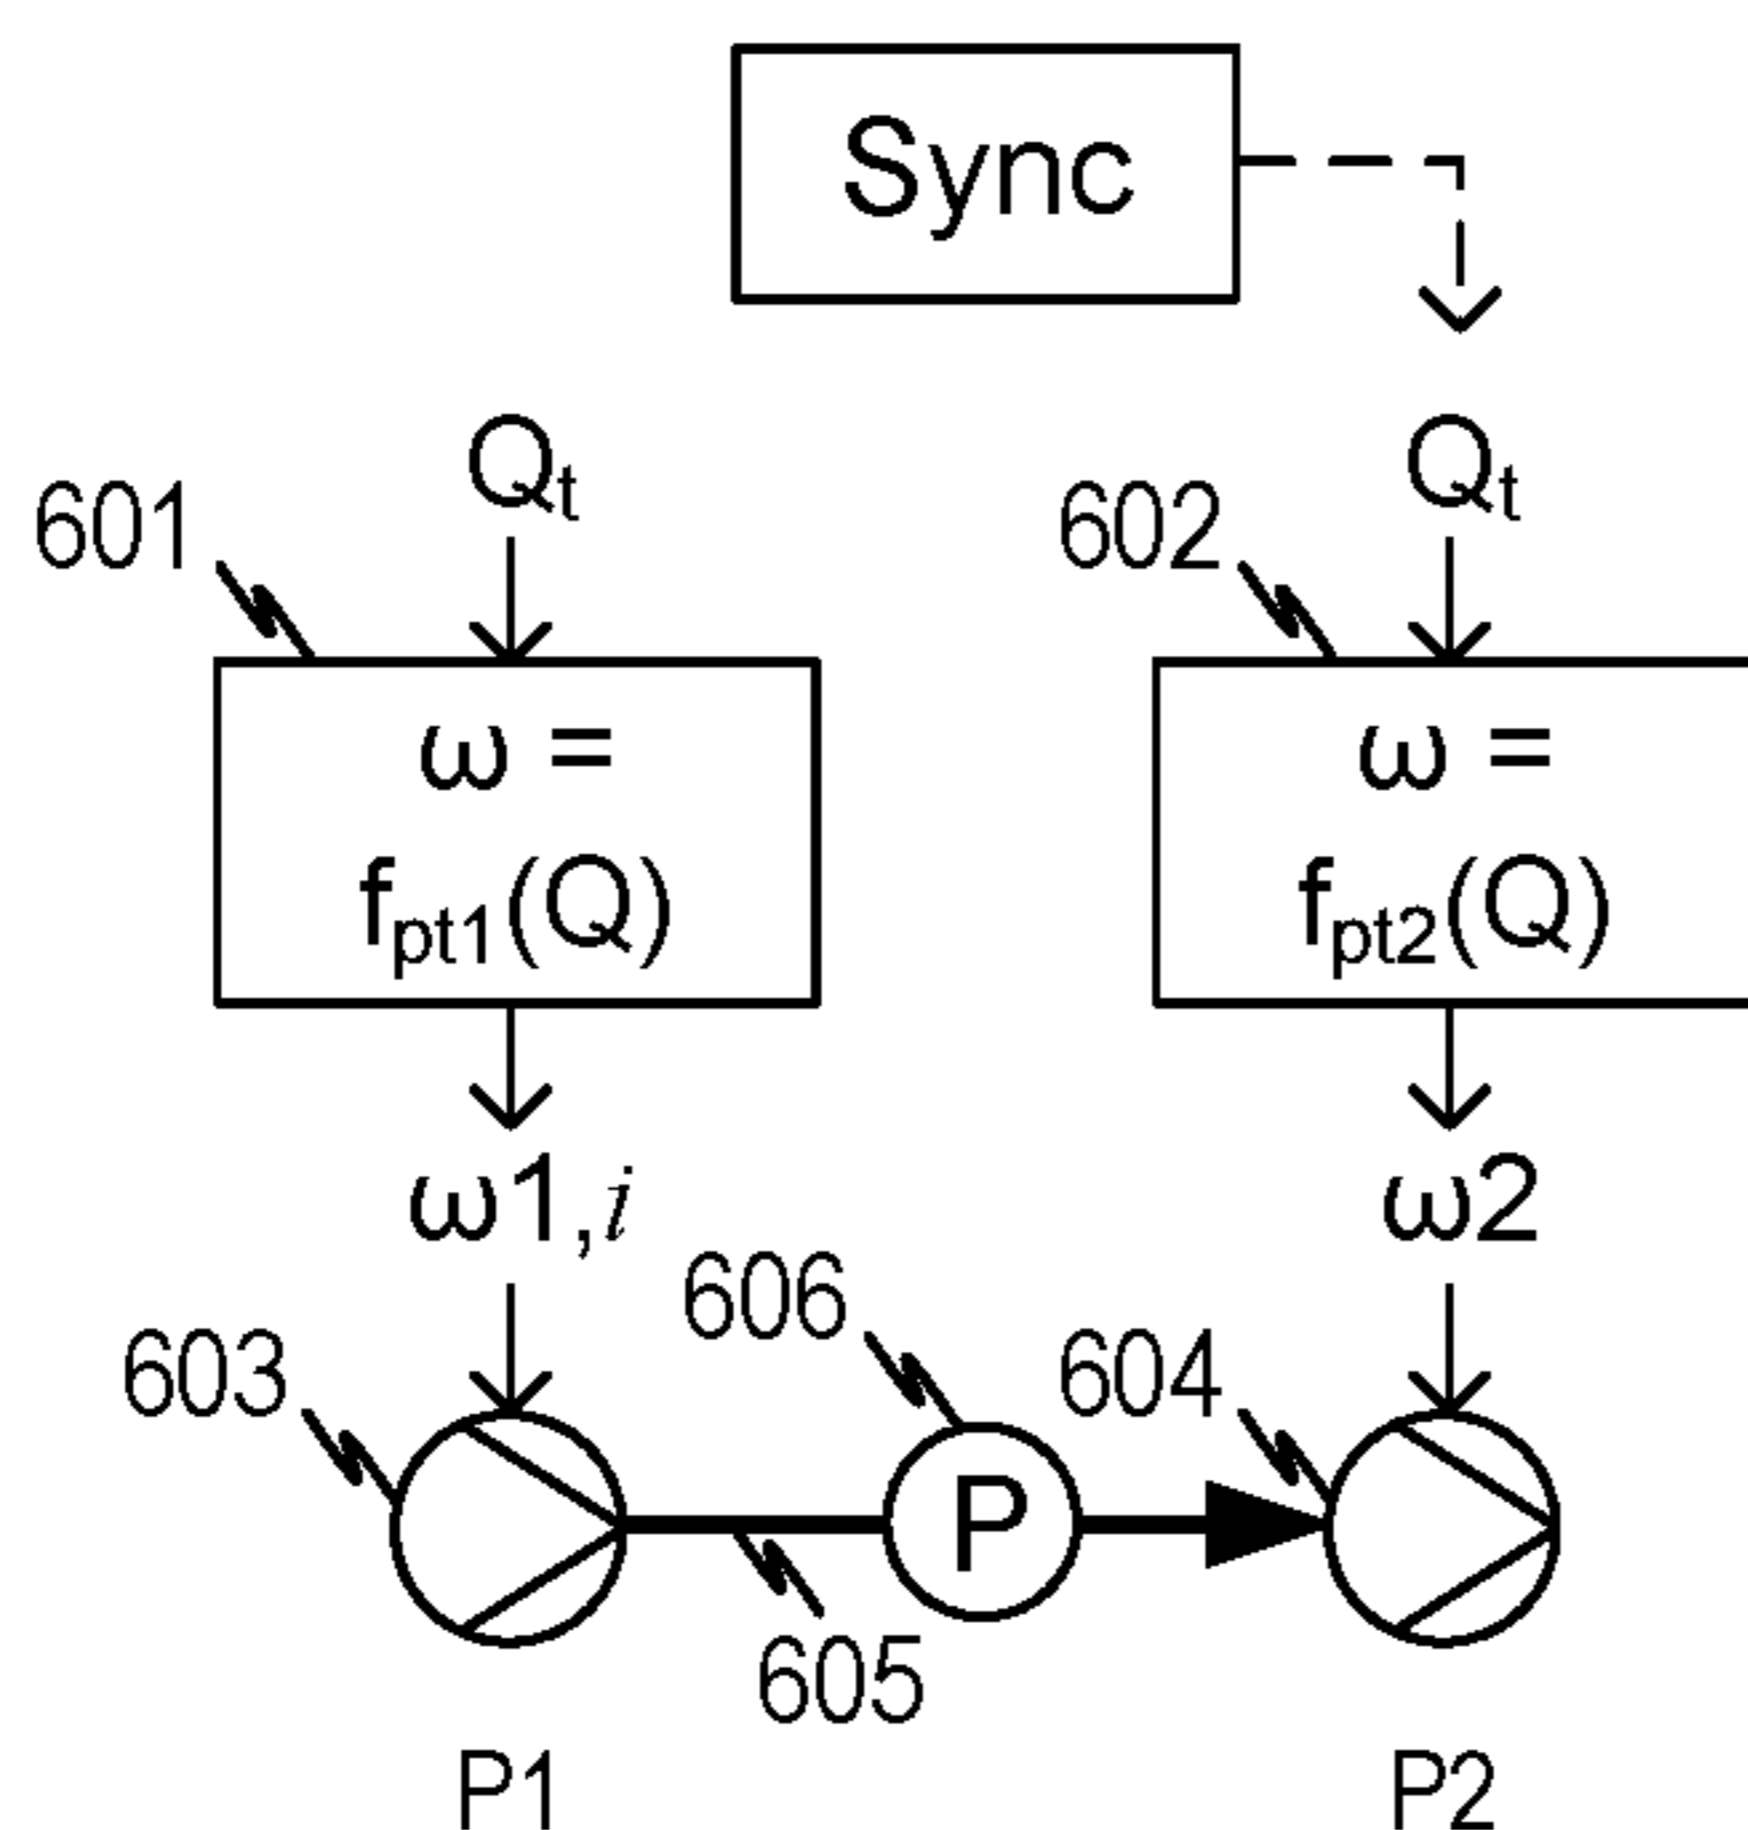 Sync
Qt
Qt
601
602
ω =
fpt1(Q)
ω =
fpt2(Q)
ω1,i
ω2
606
603
604
P
605
P1
P2